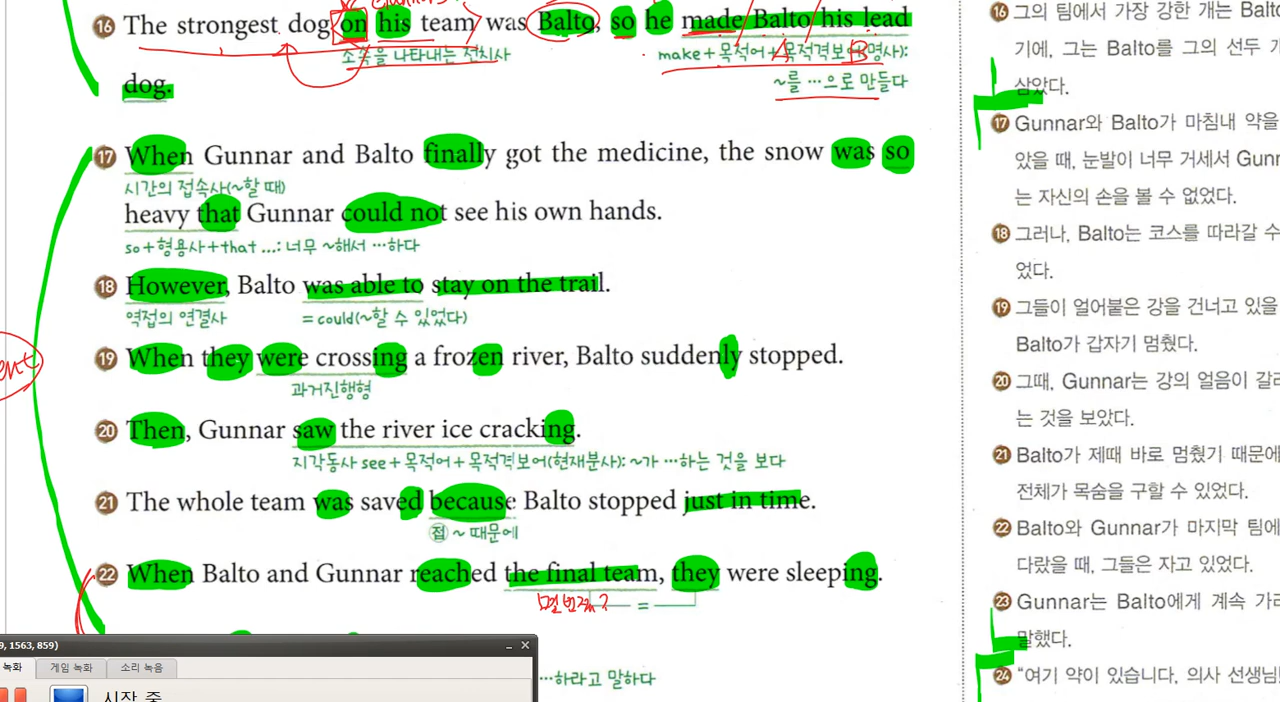 ⑯ The strongest dog on his team was Balto, so he made Balto his lead
소속을 나타내는 전치사
make+목적어+목적격보어(명사):
dog.
~를 …으로 만들다
⑰ When Gunnar and Balto finally got the medicine, the snow was so
시간의 접속사(~할 때)
heavy that Gunnar could not see his own hands.
so+형용사+that …: 너무 ~해서 …하다
⑱ However, Balto was able to stay on the trail.
역접의 연결사
= could(~할 수 있었다)
⑲ When they were crossing a frozen river, Balto suddenly stopped.
과거진행형
⑳ Then, Gunnar saw the river ice cracking.
지각동사 see+목적어+목적격보어(현재분사): ~가 …하는 것을 보다
㉑ The whole team was saved because Balto stopped just in time.
접 ~ 때문에
㉒ When Balto and Gunnar reached the final team, they were sleeping.
몇 번째?
=
…하라고 말하다
⑯ 그의 팀에서 가장 강한 개는 Balto
기에, 그는 Balto를 그의 선두
삼았다.
⑰ Gunnar와 Balto가 마침내 약을
았을 때, 눈발이 너무 거세서 Gunn
는 자신의 손을 볼 수 없었다.
⑱ 그러나, Balto는 코스를 따라갈 수
었다.
⑲ 그들이 얼어붙은 강을 건너고 있을
Balto가 갑자기 멈췄다.
⑳ 그때, Gunnar는 강의 얼음이 갈라
는 것을 보았다.
㉑ Balto가 제때 바로 멈췄기 때문에
전체가 목숨을 구할 수 있었다.
㉒ Balto와 Gunnar가 마지막 팀에
다랐을 때, 그들은 자고 있었다.
㉓ Gunnar는 Balto에게 계속 가라
말했다.
㉔ "여기 약이 있습니다, 의사 선생님!
9, 1563, 859)
녹화 게임 녹화 소리 녹음
시작 중